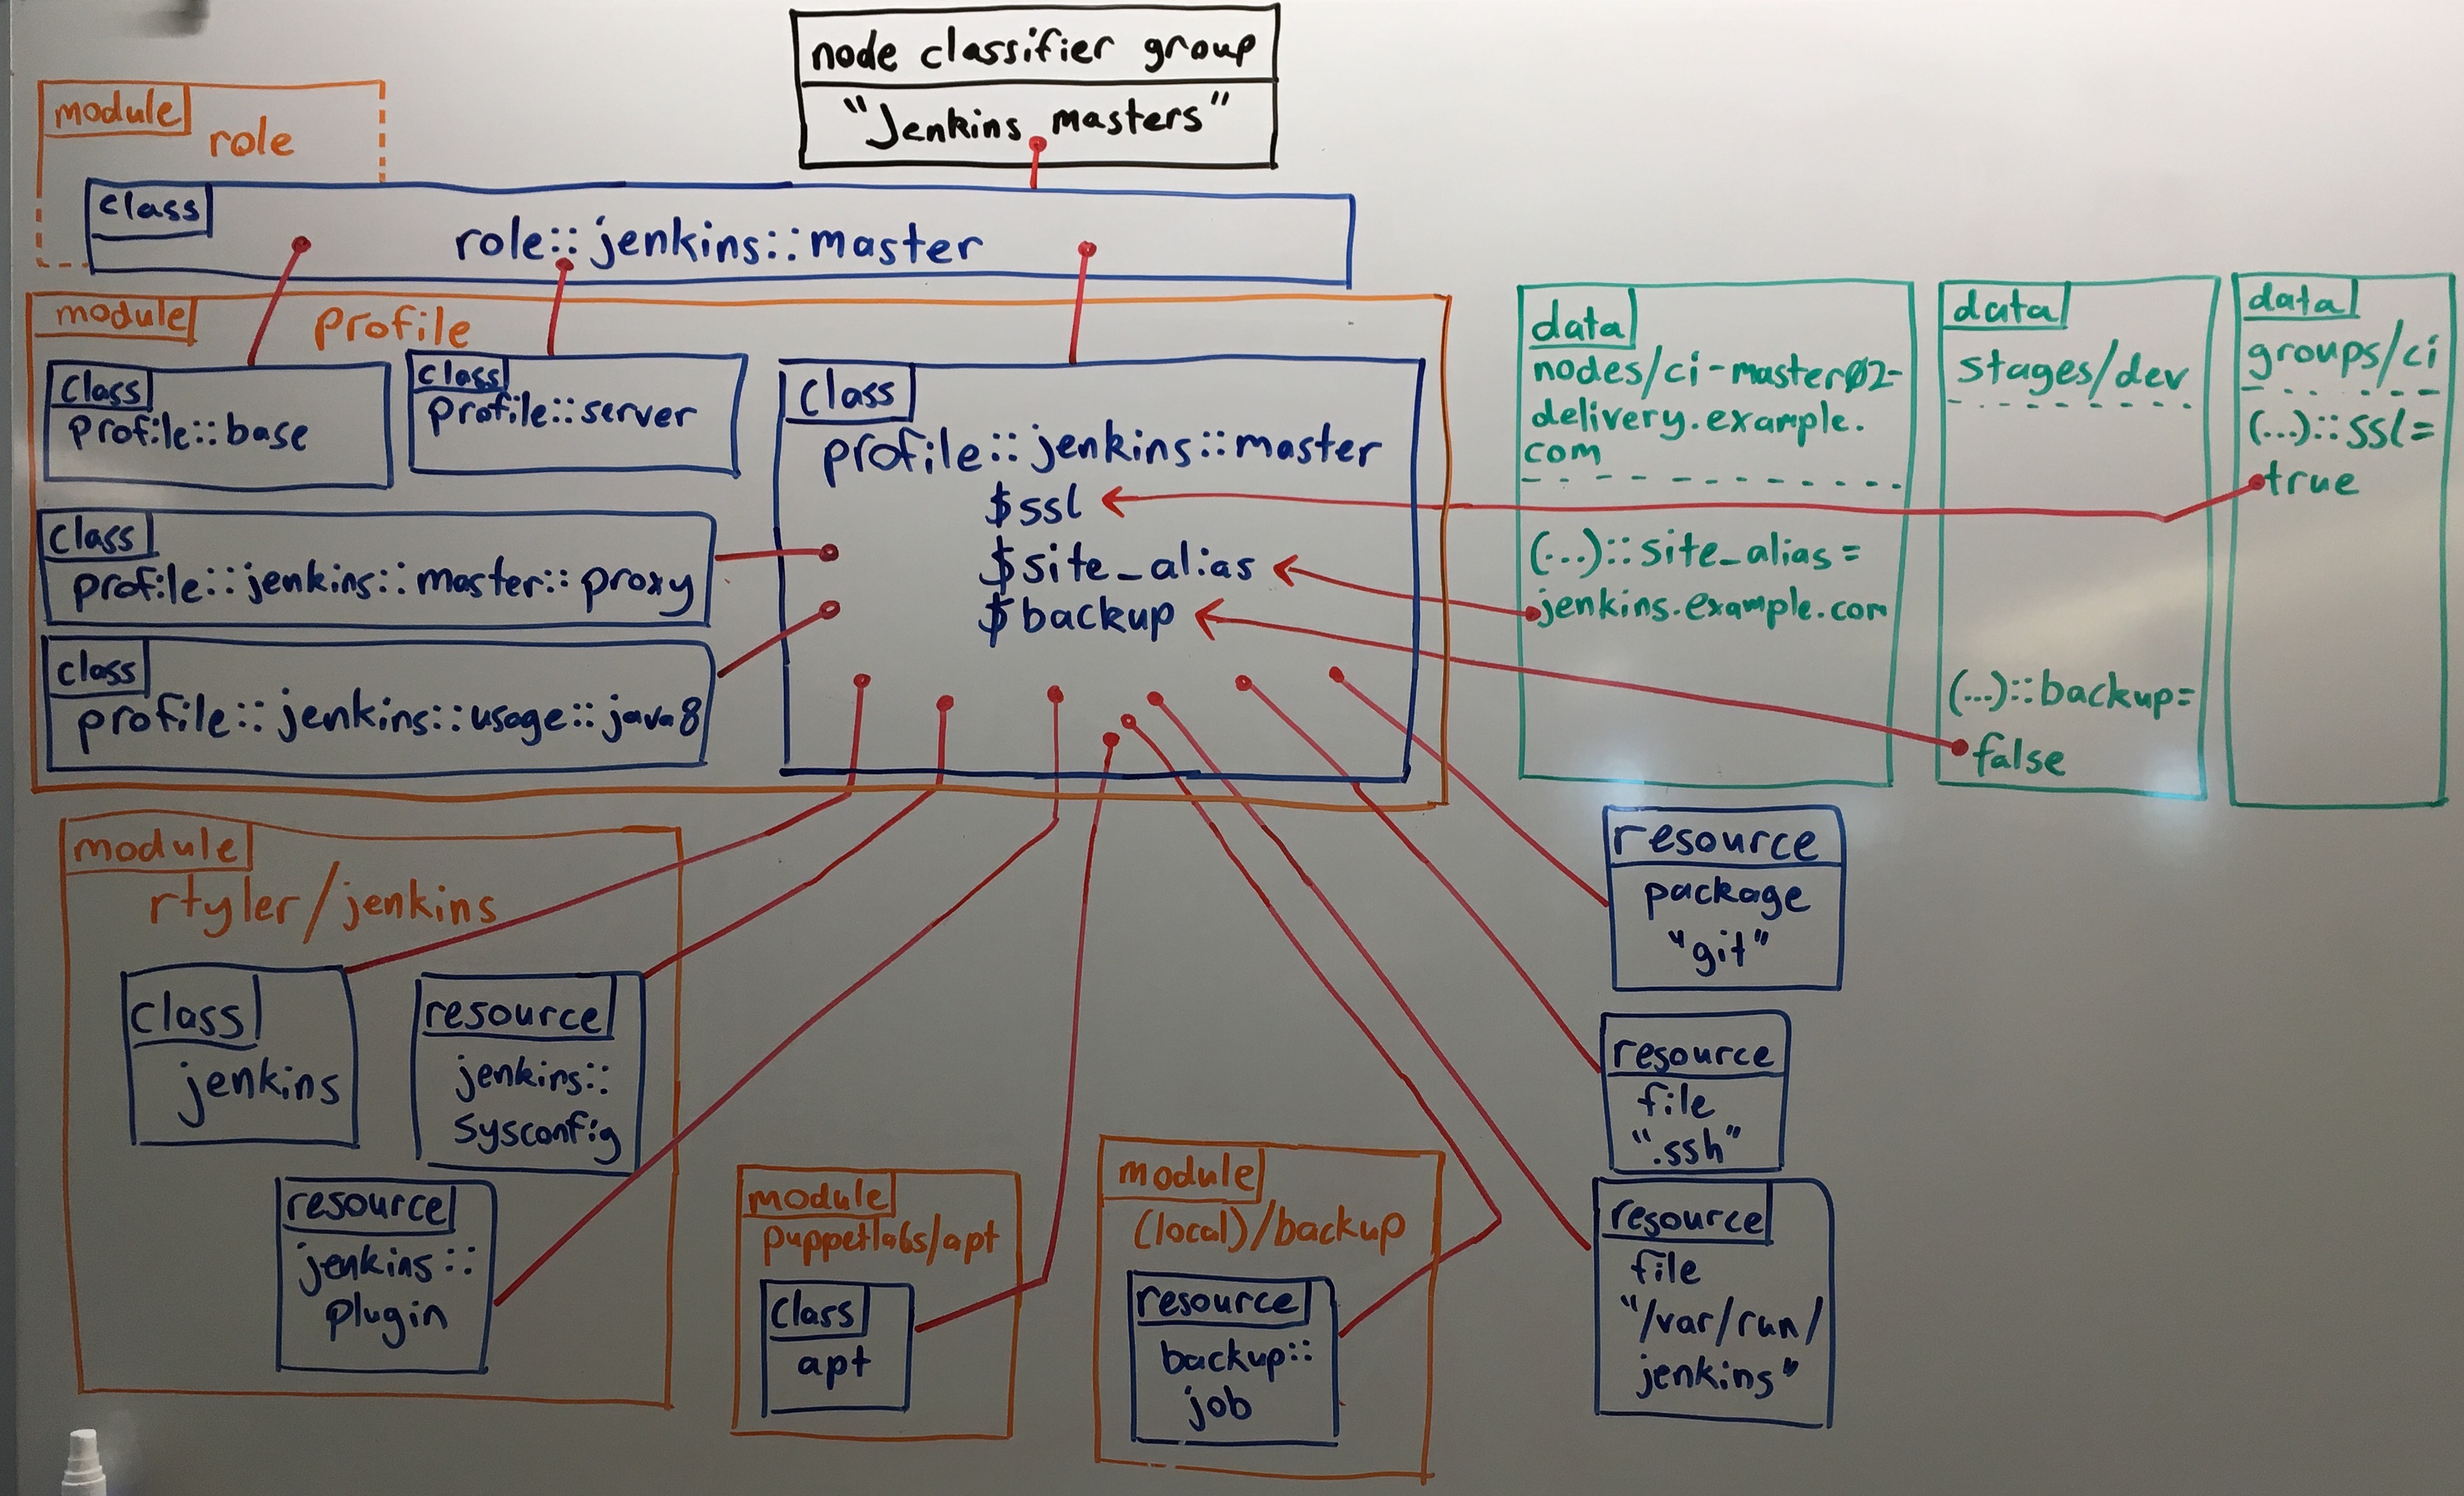 node classifier group
"Jenkins masters"
module
role
class
role::jenkins::master
module
profile
class
profile::base
class
profile::server
class
profile::jenkins::master
$ssl
$site_alias
$backup
class
profile::jenkins::master::proxy
class
profile::jenkins::usage::java8
data
nodes/ci-master02-
delivery.example.
com
(...)::site_alias=
jenkins.example.com
data
stages/dev
(...)::backup=
false
data
groups/ci
(...)::ssl=
true
module
rtyler/jenkins
class
jenkins
resource
jenkins::
sysconfig
resource
jenkins::
plugin
module
puppetlabs/apt
class
apt
module
(local)/backup
resource
backup::
job
resource
package
"git"
resource
file
".ssh"
resource
file
"/var/run/
jenkins"